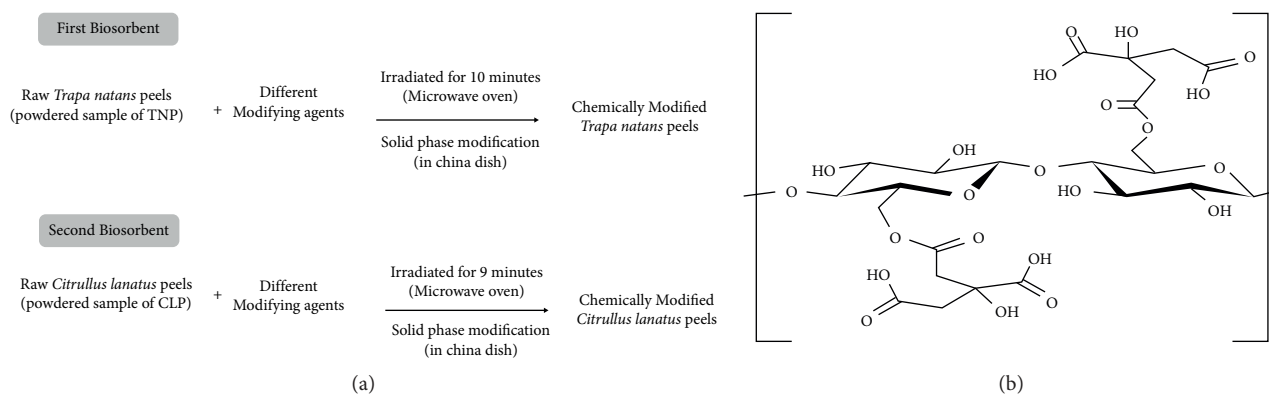 First Biosorbent
Raw Trapa natans peels
(powdered sample of TNP)
+
Different
Modifying agents
Irradiated for 10 minutes
(Microwave oven)
Solid phase modification
(in china dish)
Chemically Modified
Trapa natans peels
Second Biosorbent
Raw Citrullus lanatus peels
(powdered sample of CLP)
+
Different
Modifying agents
Irradiated for 9 minutes
(Microwave oven)
Solid phase modification
(in china dish)
Chemically Modified
Citrullus lanatus peels
(a)
O
HO
O
HO
HO
O
O
OH
HO
O
O
O
O
HO
OH
O
O
OH
HO
O
OH
O
(b)